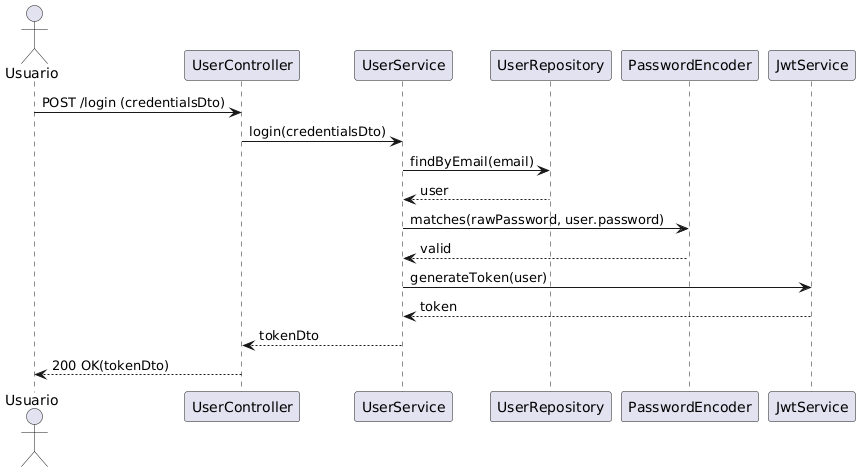 Usuario
UserController
UserService
UserRepository
PasswordEncoder
JwtService
POST /login (credentialsDto)
login(credentialsDto)
findByEmail(email)
user
matches(rawPassword, user.password)
valid
generateToken(user)
token
tokenDto
200 OK(tokenDto)
Usuario
UserController
UserService
UserRepository
PasswordEncoder
JwtService